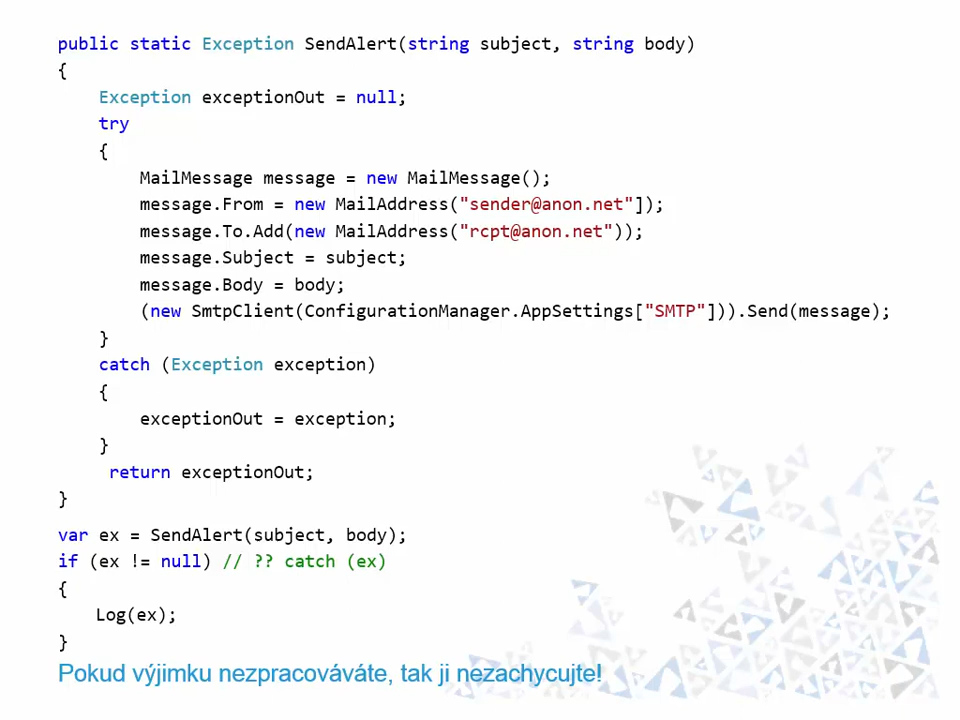 public static Exception SendAlert(string subject, string body)
{
Exception exceptionOut = null;
try
{
MailMessage message = new MailMessage();
message.From = new MailAddress("sender@anon.net"]);
message.To.Add(new MailAddress("rcpt@anon.net"));
message.Subject = subject;
message.Body = body;
(new SmtpClient(ConfigurationManager.AppSettings["SMTP"])).Send(message);
}
catch (Exception exception)
{
exceptionOut = exception;
}
return exceptionOut;
}
var ex = SendAlert(subject, body);
if (ex != null) // ?? catch (ex)
{
Log(ex);
}
Pokud výjimku nezpracováváte, tak ji nezachycujte!